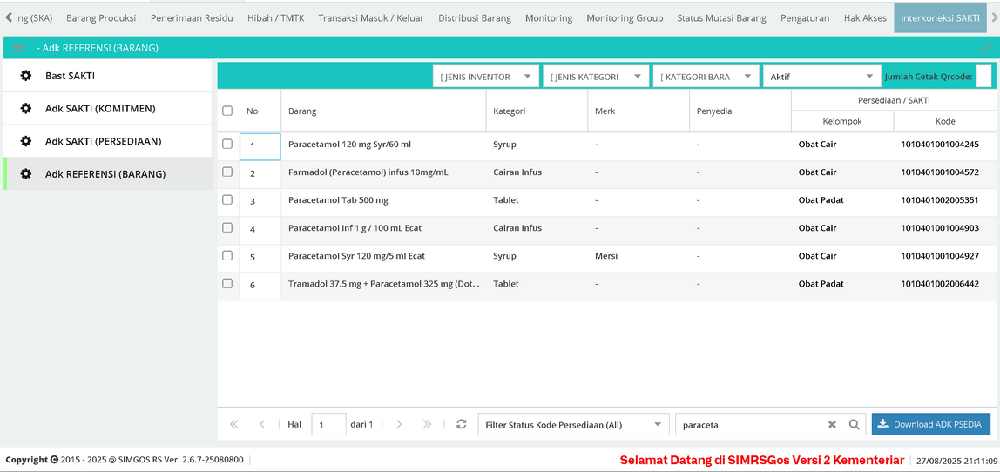 ing (SKA) Barang Produksi Penerimaan Residu Hibah / TMTK Transaksi Masuk / Keluar Distribusi Barang Monitoring Monitoring Group Status Mutasi Barang Pengaturan Hak Akses Interkoneksi SAKTI
- Adk REFERENSI (BARANG)
Bast SAKTI
Adk SAKTI (KOMITMEN)
Adk SAKTI (PERSEDIAAN)
Adk REFERENSI (BARANG)
[ JENIS INVENTOR [ JENIS KATEGORI [ KATEGORI BARA Aktif Jumlah Cetak Qrcode:
No Barang Kategori Merk Penyedia Persediaan / SAKTI
Kelompok Kode
1 Paracetamol 120 mg Syr/60 ml Syrup - - Obat Cair 1010401001004245
2 Farmadol (Paracetamol) infus 10mg/mL Cairan Infus - - Obat Cair 1010401001004572
3 Paracetamol Tab 500 mg Tablet - - Obat Padat 1010401002005351
4 Paracetamol Inf 1 g / 100 mL Ecat Cairan Infus - - Obat Cair 1010401001004903
5 Paracetamol Syr 120 mg/5 ml Ecat Syrup Mersi - Obat Cair 1010401001004927
6 Tramadol 37.5 mg + Paracetamol 325 mg (Dot... Tablet - - Obat Padat 1010401002006442
Hal 1 dari 1 Filter Status Kode Persediaan (All) paraceta Download ADK PSEDIA
Copyright © 2015 - 2025 @ SIMGOS RS Ver. 2.6.7-25080800 Selamat Datang di SIMRSGos Versi 2 Kementeriar 27/08/2025 21:11:09